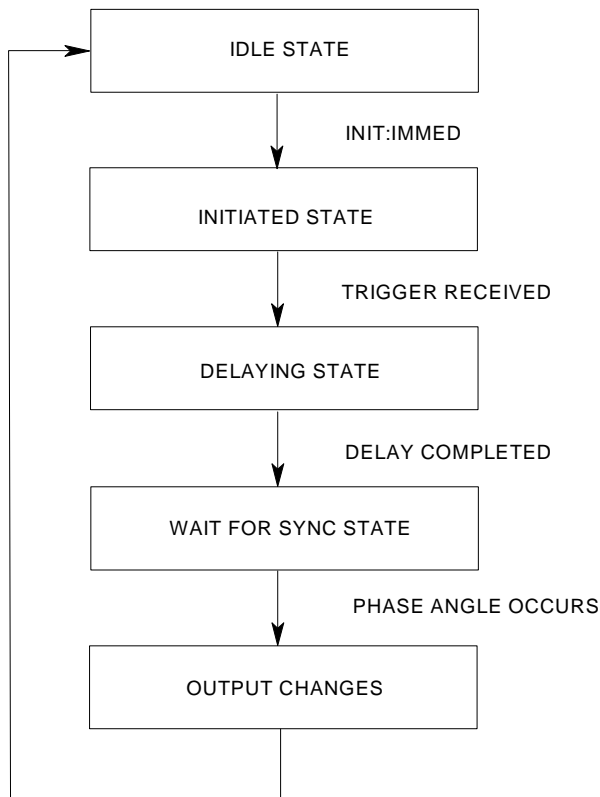 IDLE STATE
INIT:IMMED
INITIATED STATE
TRIGGER RECEIVED
DELAYING STATE
DELAY COMPLETED
WAIT FOR SYNC STATE
PHASE ANGLE OCCURS
OUTPUT CHANGES